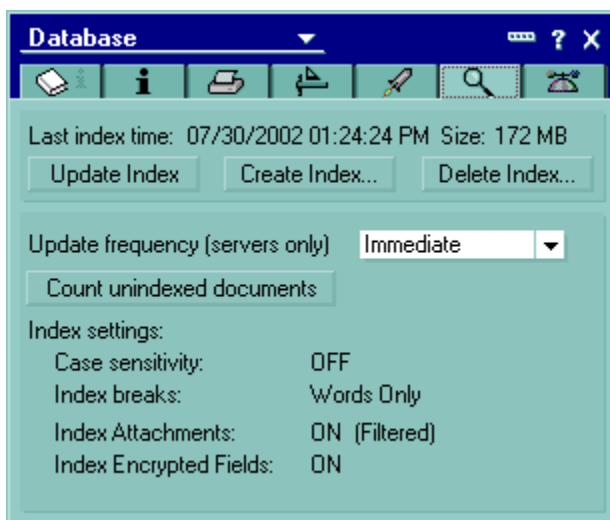 Database ?  X
Last index time: 07/30/2002 01:24:24 PM Size: 172 MB
Update Index Create Index... Delete Index...
Update frequency (servers only) Immediate
Count unindexed documents
Index settings:
Case sensitivity: OFF
Index breaks: Words Only
Index Attachments: ON (Filtered)
Index Encrypted Fields: ON